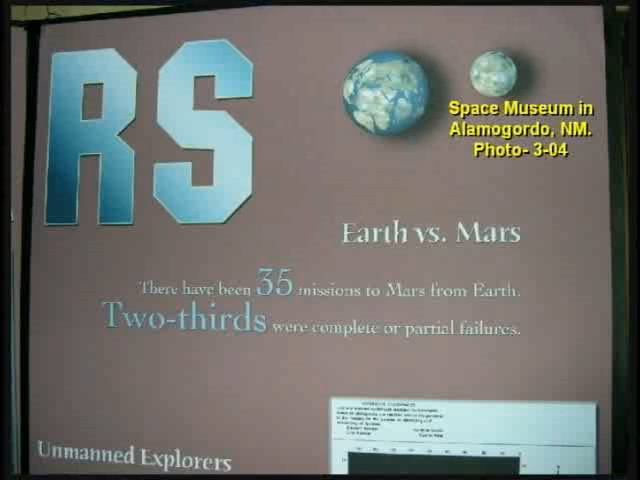 RS
Space Museum in
Alamogordo, NM.
Photo- 3-04
Earth vs. Mars
There have been 35 missions to Mars from Earth.
Two-thirds were complete or partial failures.
Unmanned Explorers